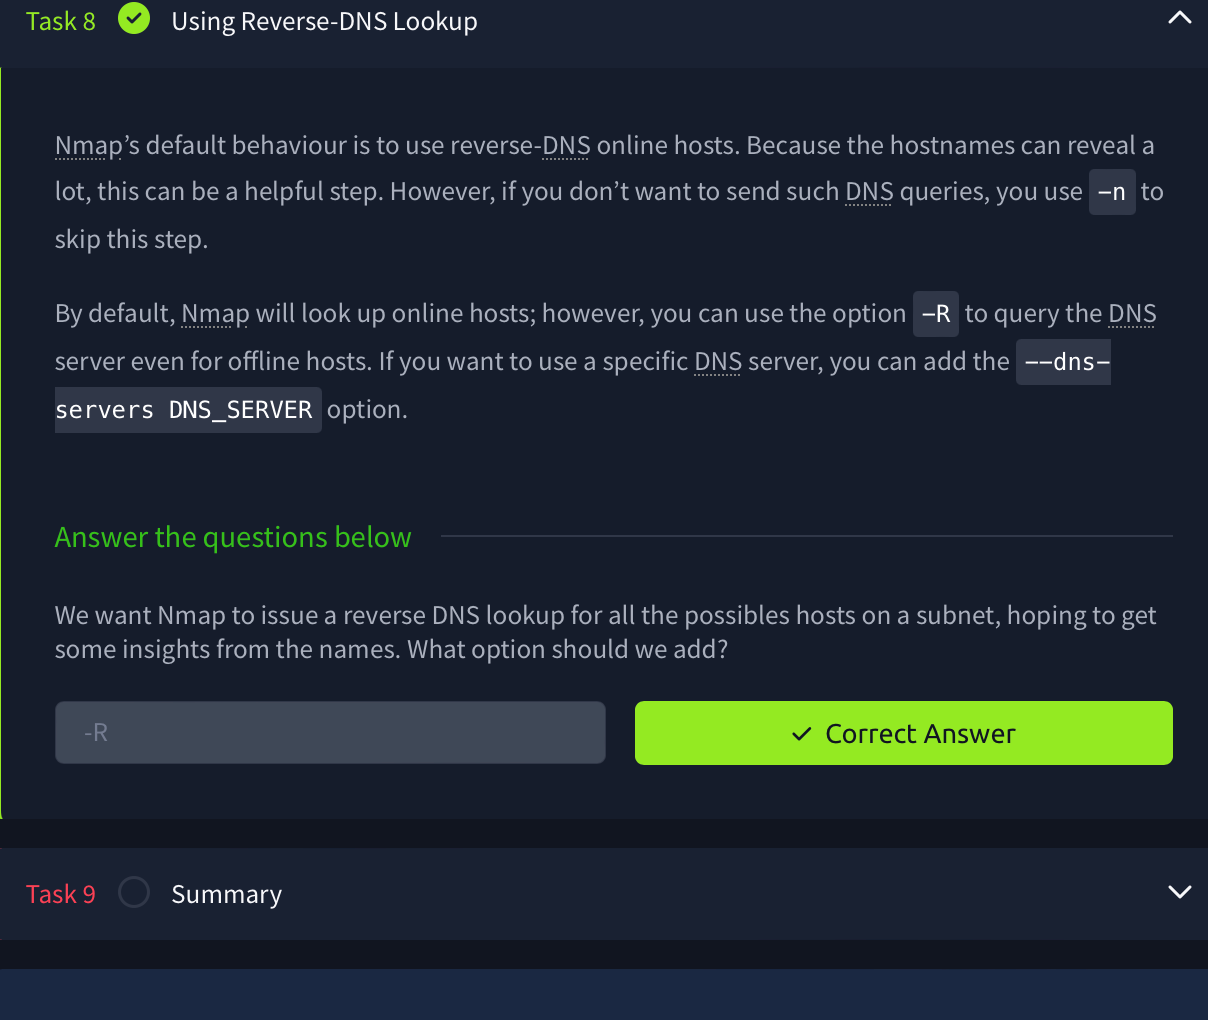 Task 8 Using Reverse-DNS Lookup
Nmap’s default behaviour is to use reverse-DNS online hosts. Because the hostnames can reveal a
lot, this can be a helpful step. However, if you don’t want to send such DNS queries, you use -n to
skip this step.
By default, Nmap will look up online hosts; however, you can use the option -R to query the DNS
server even for offline hosts. If you want to use a specific DNS server, you can add the --dns-
servers DNS_SERVER option.
Answer the questions below
We want Nmap to issue a reverse DNS lookup for all the possibles hosts on a subnet, hoping to get
some insights from the names. What option should we add?
-R
Correct Answer
Task 9 Summary